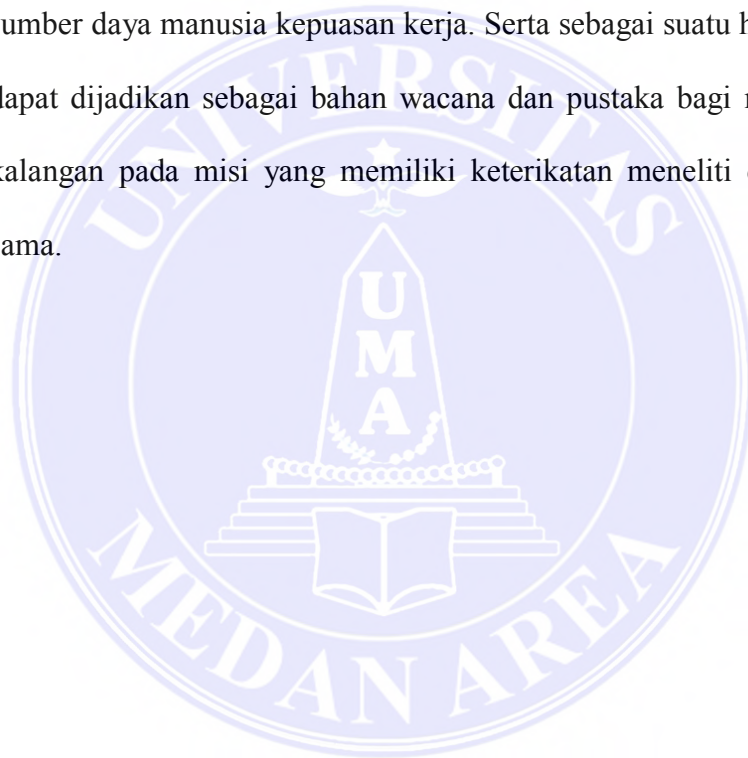 umber daya manusia kepuasan kerja. Serta sebagai suatu h
dapat dijadikan sebagai bahan wacana dan pustaka bagi
kalangan pada misi yang memiliki keterikatan meneliti
ama.
UNIVERSITAS
U
M
A
MEDAN AREA